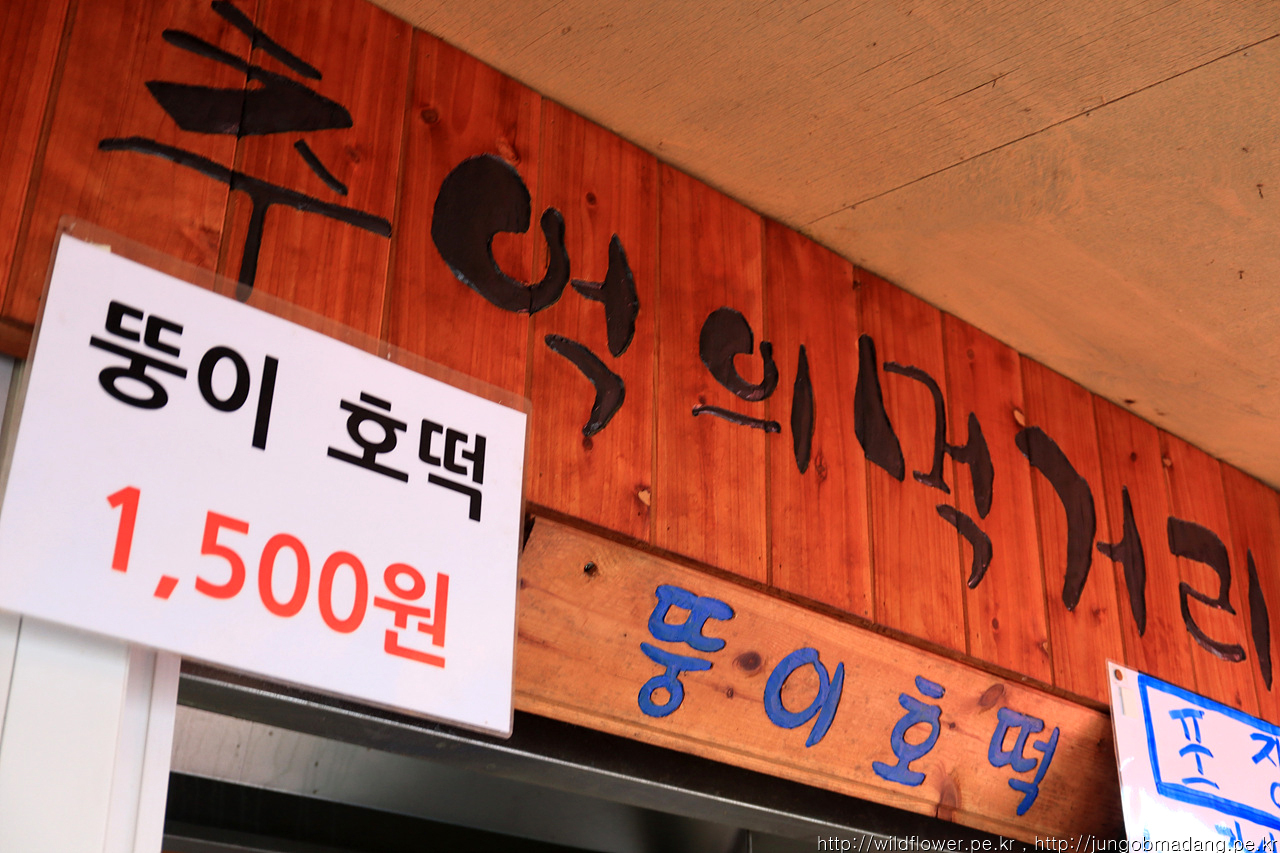 추억의먹거리
뚱이 호떡
1,500원
뚱이호떡
http://wildflower.pe.kr , http://jungobmadang.pe.kr